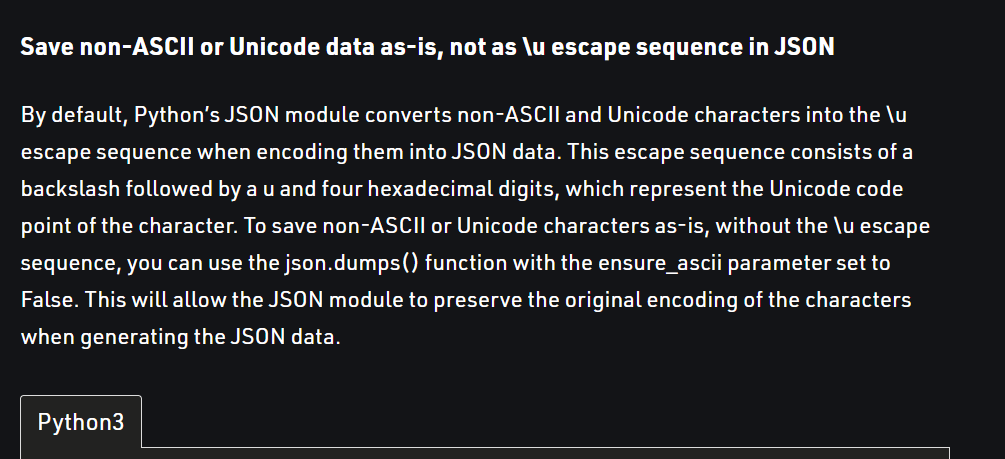 Save non-ASCII or Unicode data as-is, not as \u escape sequence in JSON
By default, Python’s JSON module converts non-ASCII and Unicode characters into the \u
escape sequence when encoding them into JSON data. This escape sequence consists of a
backslash followed by a u and four hexadecimal digits, which represent the Unicode code
point of the character. To save non-ASCII or Unicode characters as-is, without the \u escape
sequence, you can use the json.dumps() function with the ensure_ascii parameter set to
False. This will allow the JSON module to preserve the original encoding of the characters
when generating the JSON data.
Python3